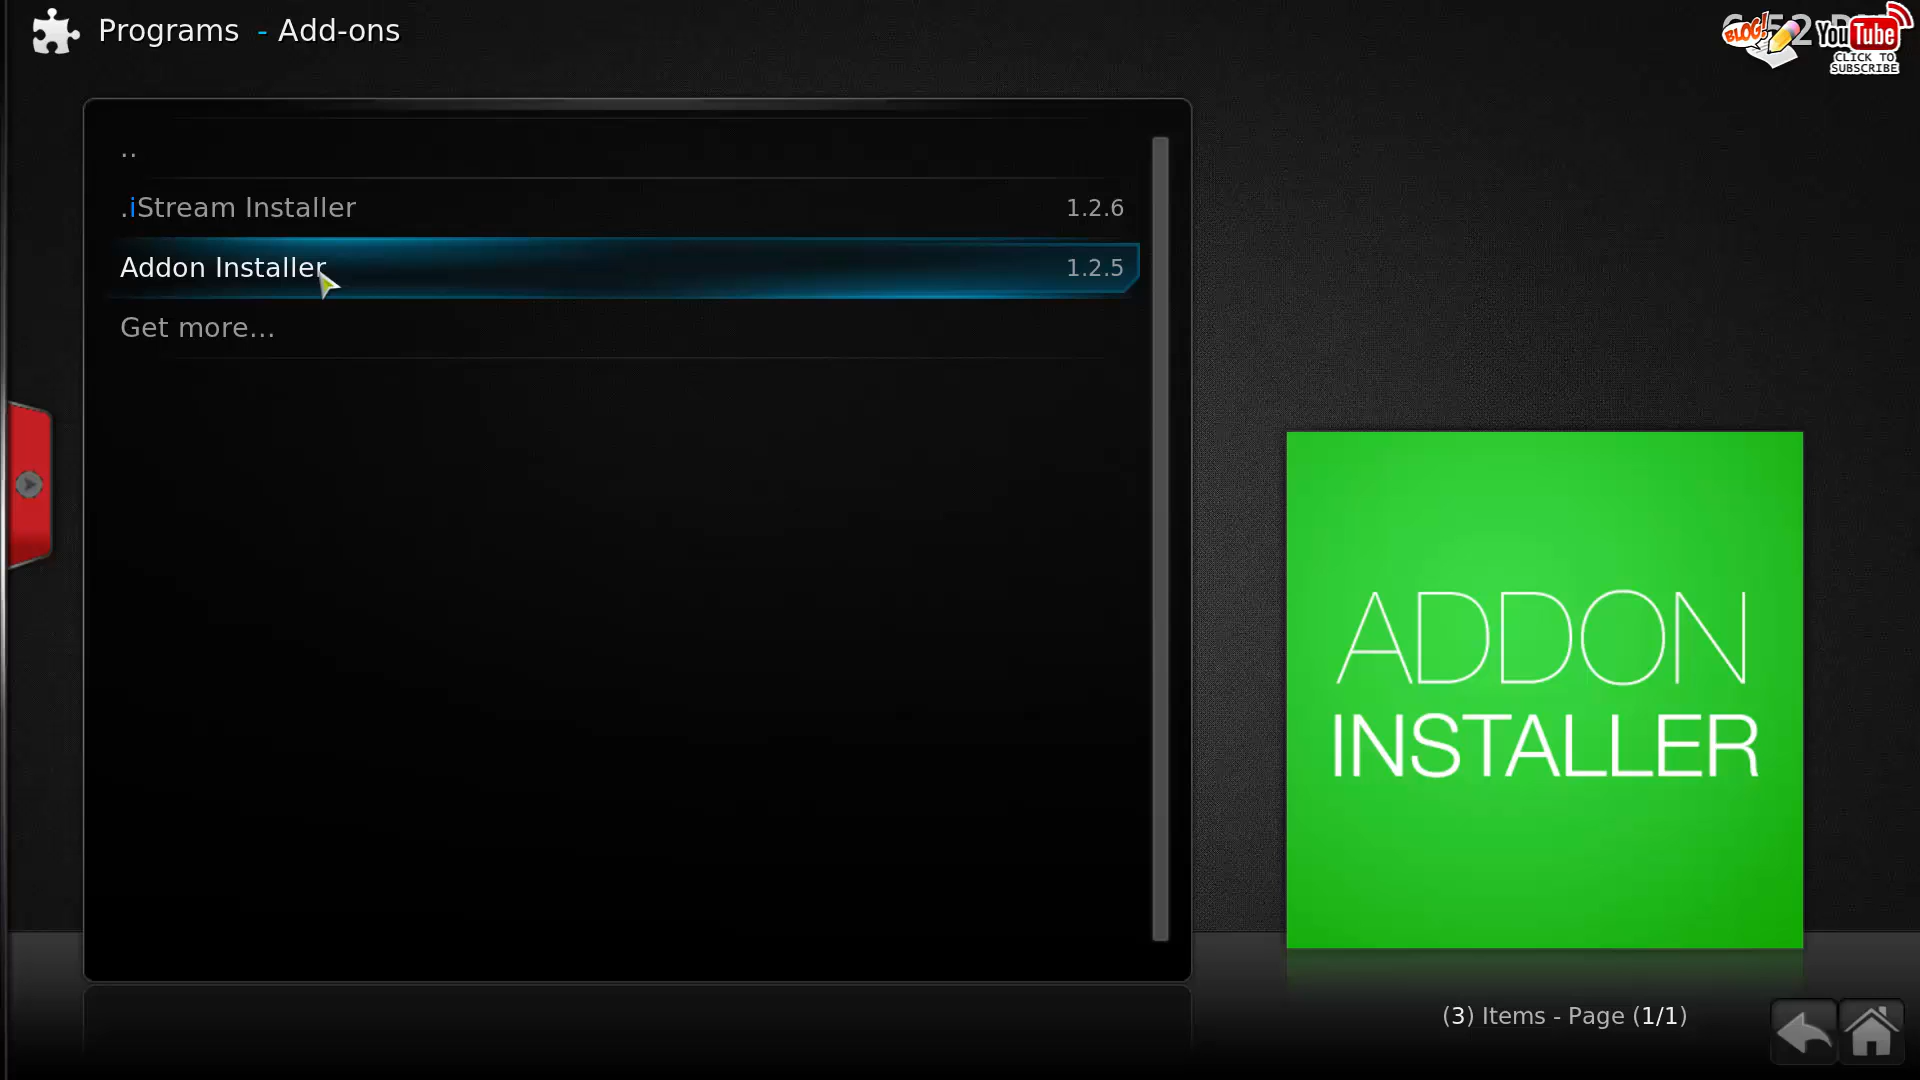 Programs - Add-ons
BLOG!
YouTube
CLICK TO
SUBSCRIBE
..
.iStream Installer 1.2.6
Addon Installer 1.2.5
Get more...
ADDON
INSTALLER
(3) Items - Page (1/1)